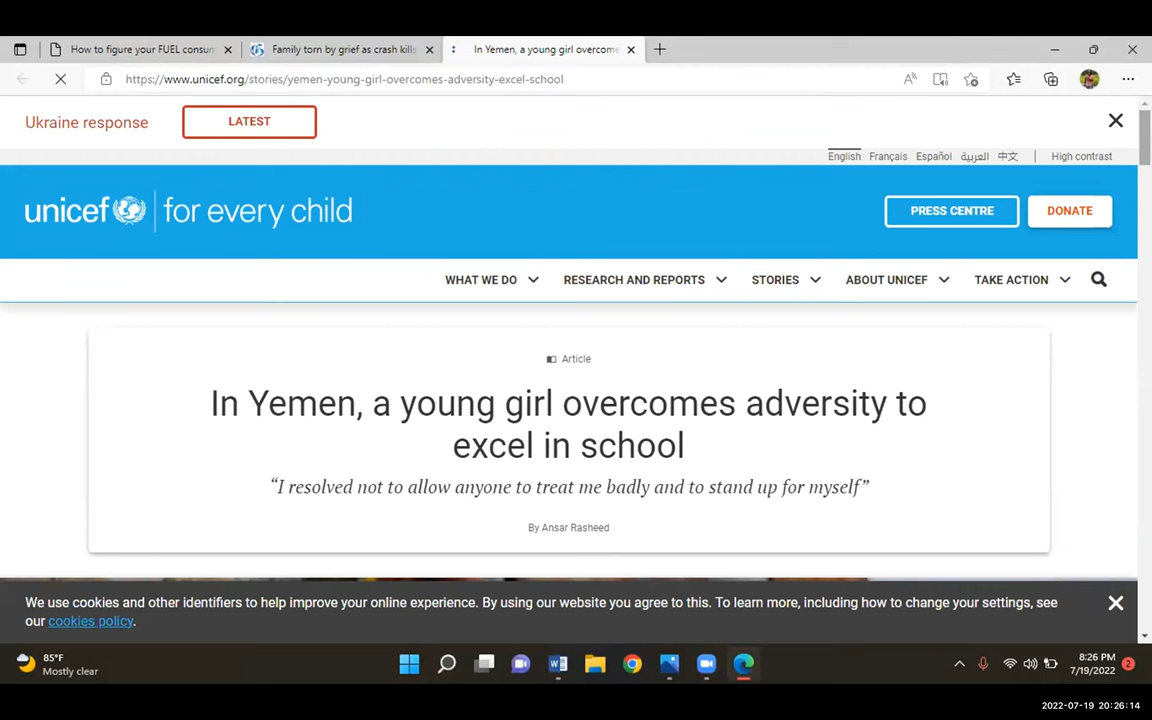 How to figure your FUEL consun
Family torn by grief as crash kills
In Yemen, a young girl overcome
https://www.unicef.org/stories/yemen-young-girl-overcomes-adversity-excel-school
Ukraine response
LATEST
English Français Español العربية 中文 High contrast
unicef for every child
PRESS CENTRE
DONATE
WHAT WE DO RESEARCH AND REPORTS STORIES ABOUT UNICEF TAKE ACTION
Article
In Yemen, a young girl overcomes adversity to
excel in school
“I resolved not to allow anyone to treat me badly and to stand up for myself”
By Ansar Rasheed
We use cookies and other identifiers to help improve your online experience. By using our website you agree to this. To learn more, including how to change your settings, see
our cookies policy.
85°F
Mostly clear
8:26 PM
7/19/2022
2
2022-07-19 20:26:14